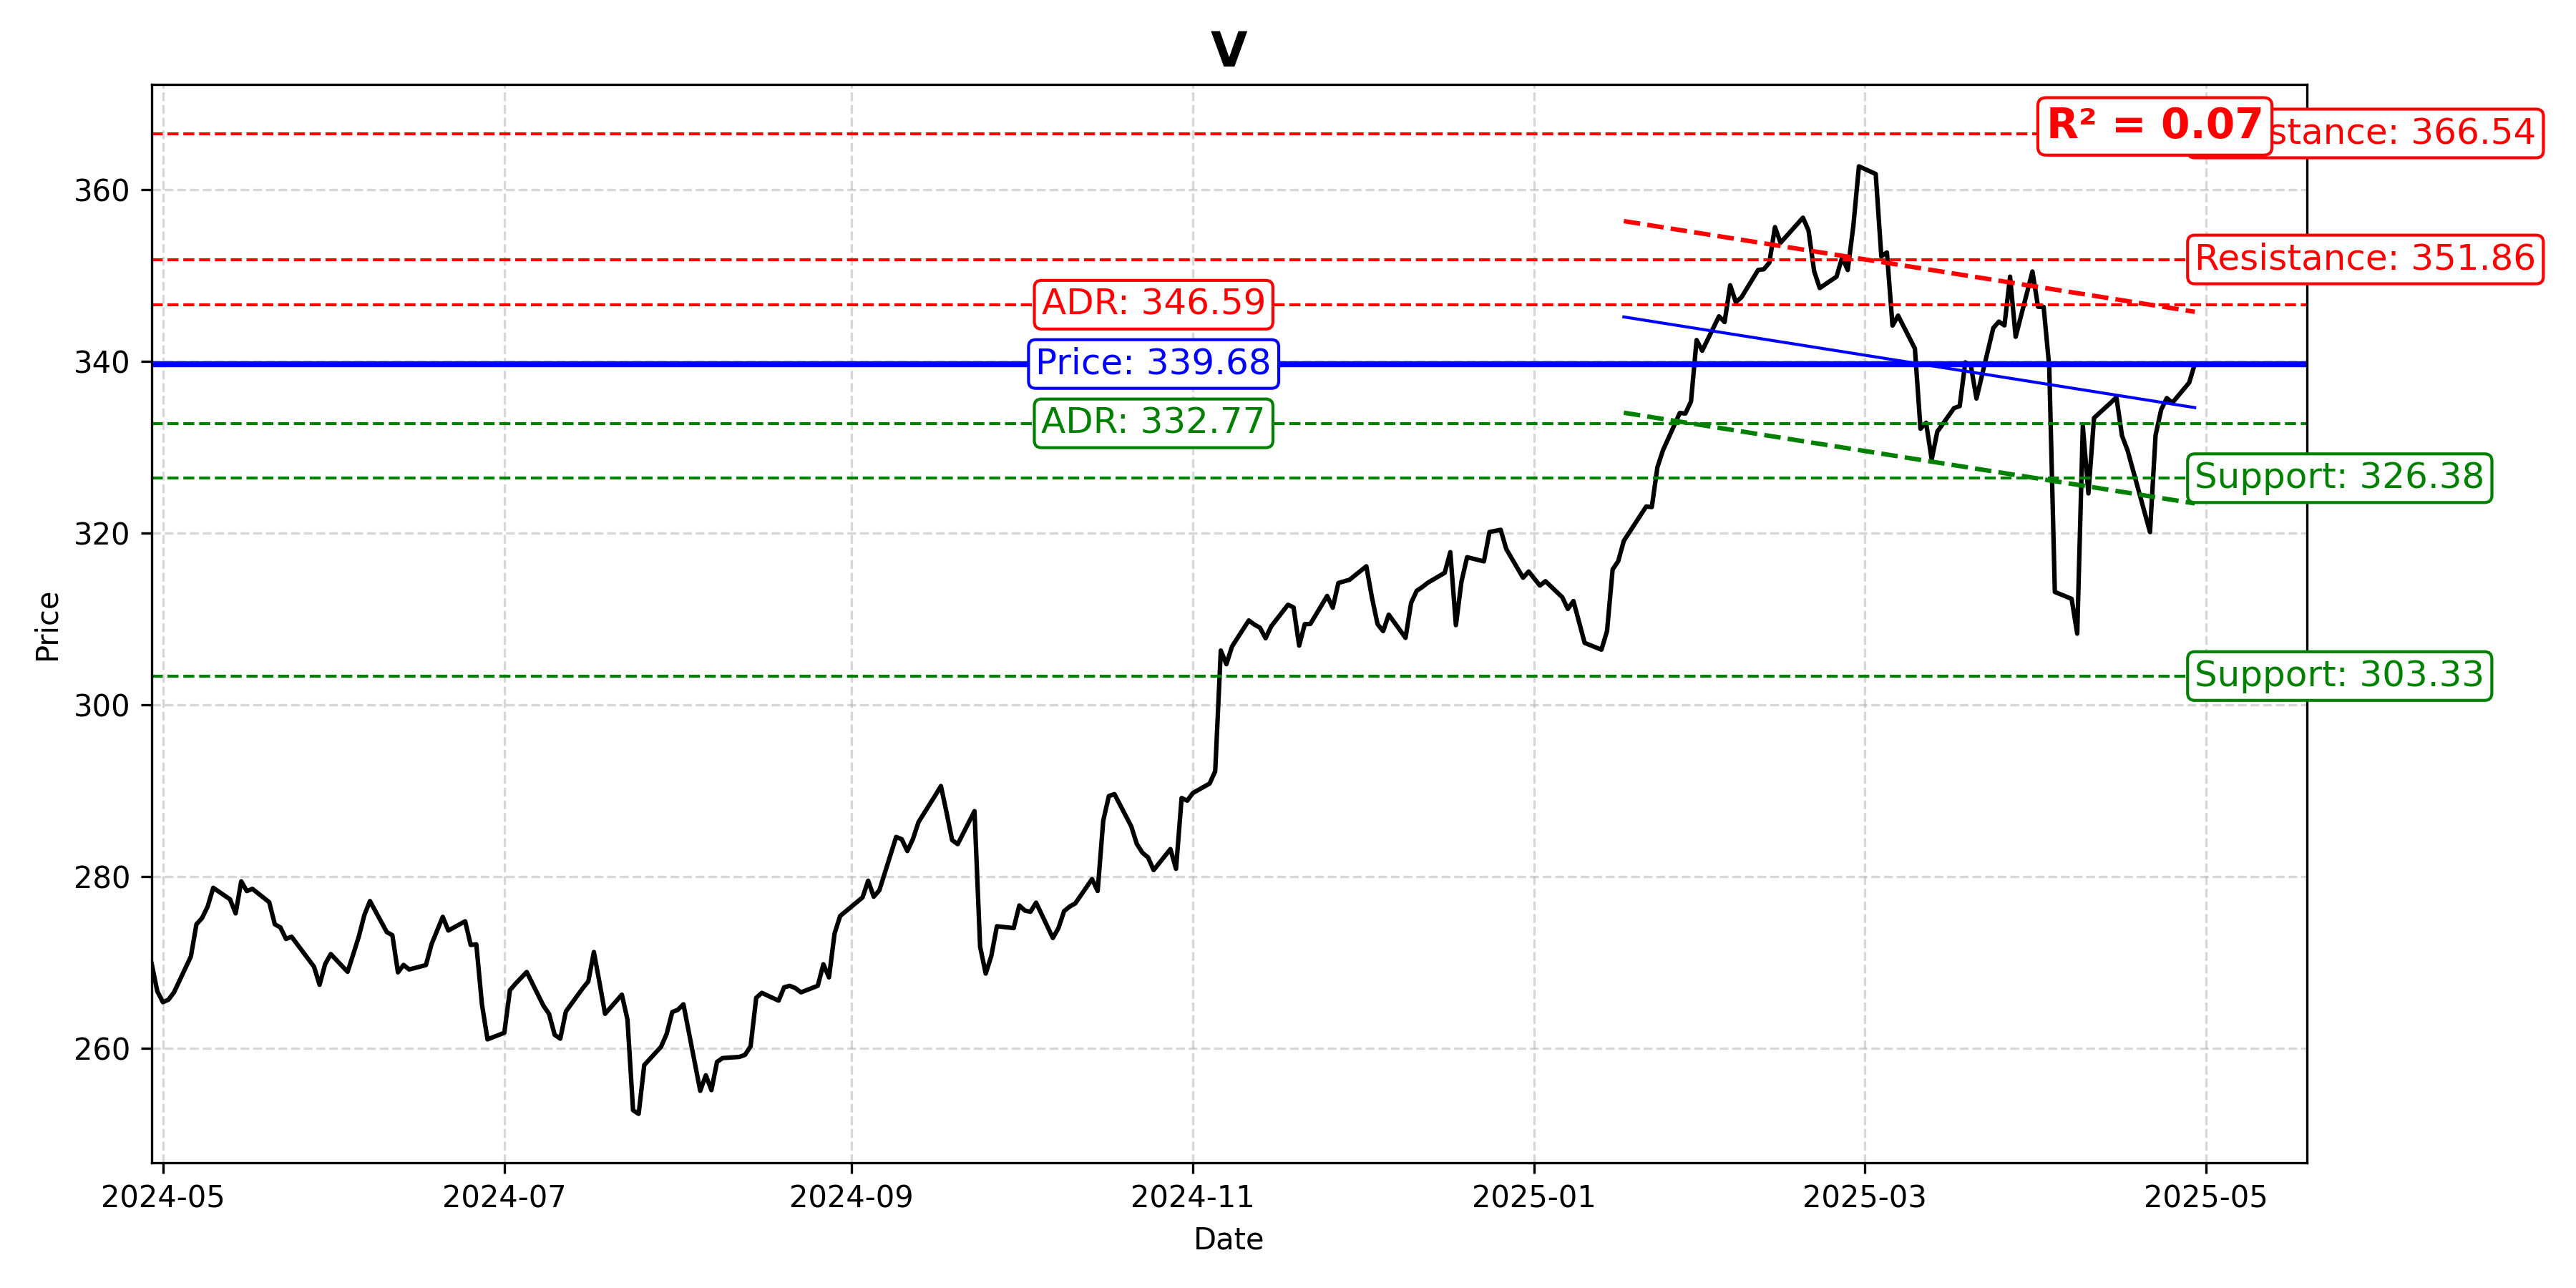 V
R² = 0.07
stance: 366.54
360
Resistance: 351.86
ADR: 346.59
340
Price: 339.68
ADR: 332.77
Support: 326.38
320
Price
Support: 303.33
300
280
260
2024-05 2024-07 2024-09 2024-11 2025-01 2025-03 2025-05
Date